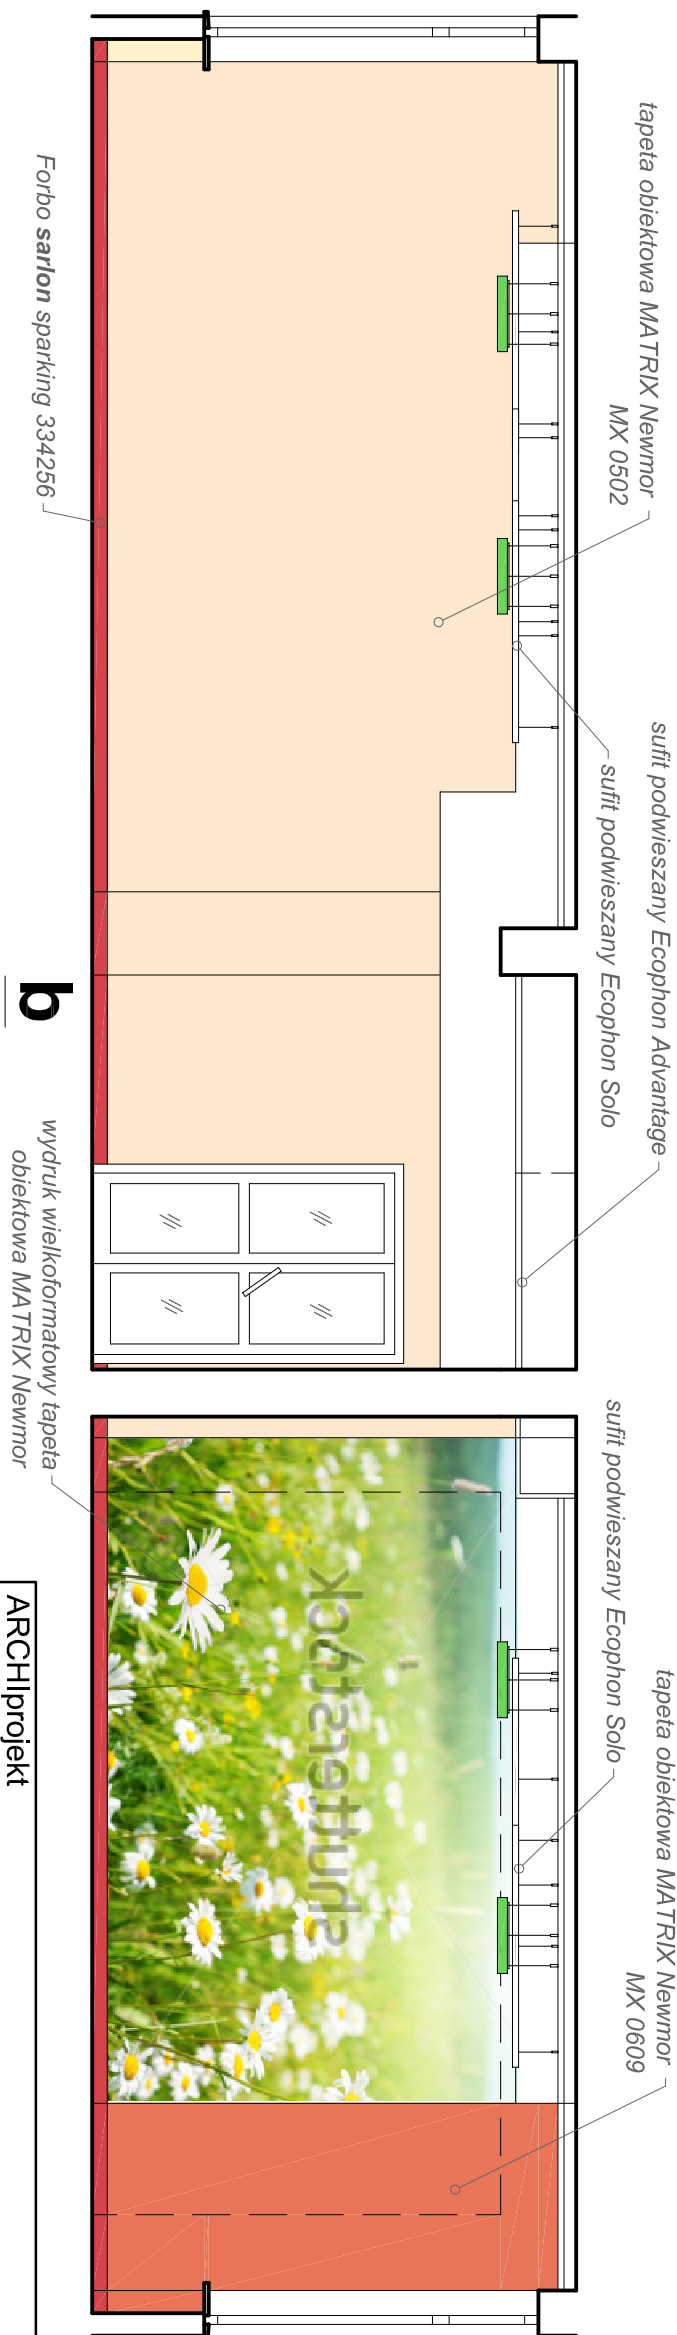 tapeta obiektowa MATRIX Newmor
MX 0502
sufit podwieszany Ecophon Advantage
sufit podwieszany Ecophon Solo
Forbo sarlon sparking 334256
b
sufit podwieszany Ecophon Solo
tapeta obiektowa MATRIX Newmor
MX 0609
wydruk wielkoformatowy tapeta
obiektowa MATRIX Newmor
shutterstock
ARCHIprojekt